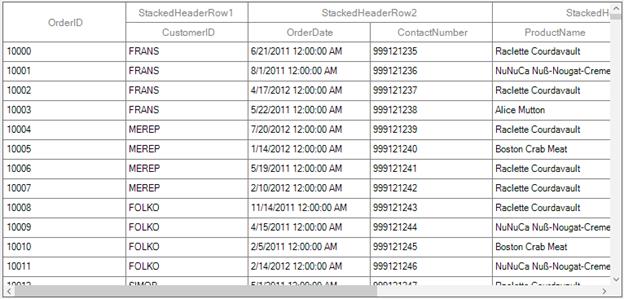 OrderID StackedHeaderRow1 StackedHeaderRow2
CustomerID OrderDate ContactNumber ProductName
10000 FRANS 6/21/2011 12:00:00 AM 999121235 Raclette Courdavault
10001 FRANS 8/1/2011 12:00:00 AM 999121236 NuNuCa Nuß-Nougat-Creme
10002 FRANS 4/17/2012 12:00:00 AM 999121237 Raclette Courdavault
10003 FRANS 5/22/2011 12:00:00 AM 999121238 Alice Mutton
10004 MEREP 7/20/2012 12:00:00 AM 999121239 Raclette Courdavault
10005 MEREP 1/14/2012 12:00:00 AM 999121240 Boston Crab Meat
10006 MEREP 5/19/2011 12:00:00 AM 999121241 Raclette Courdavault
10007 MEREP 2/10/2012 12:00:00 AM 999121242 Raclette Courdavault
10008 FOLKO 11/14/2011 12:00:00 AM 999121243 Raclette Courdavault
10009 FOLKO 4/15/2011 12:00:00 AM 999121244 NuNuCa Nuß-Nougat-Creme
10010 FOLKO 2/5/2011 12:00:00 AM 999121245 Boston Crab Meat
10011 FOLKO 2/14/2012 12:00:00 AM 999121246 NuNuCa Nuß-Nougat-Creme